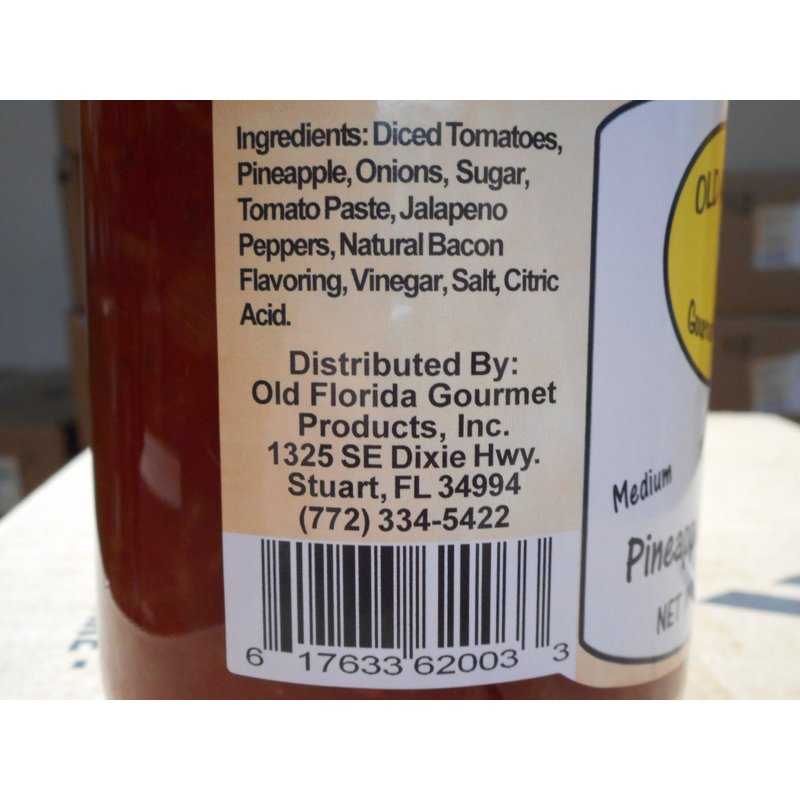 Ingredients: Diced Tomatoes,
Pineapple, Onions, Sugar,
Tomato Paste, Jalapeno
Peppers, Natural Bacon
Flavoring, Vinegar, Salt, Citric
Acid.
Distributed By:
Old Florida Gourmet
Products, Inc.
1325 SE Dixie Hwy.
Stuart, FL 34994
(772) 334-5422
6 17633 62003 3
OLD
Medium
NET